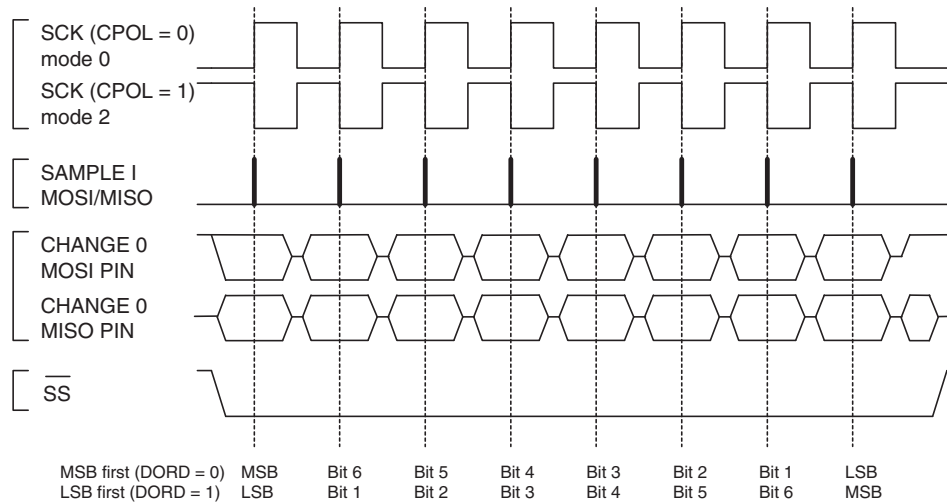 SCK (CPOL = 0)
mode 0
SCK (CPOL = 1)
mode 2
SAMPLE I
MOSI/MISO
CHANGE 0
MOSI PIN
CHANGE 0
MISO PIN
SS
MSB first (DORD = 0) MSB Bit 6 Bit 5 Bit 4 Bit 3 Bit 2 Bit 1 LSB
LSB first (DORD = 1) LSB Bit 1 Bit 2 Bit 3 Bit 4 Bit 5 Bit 6 MSB